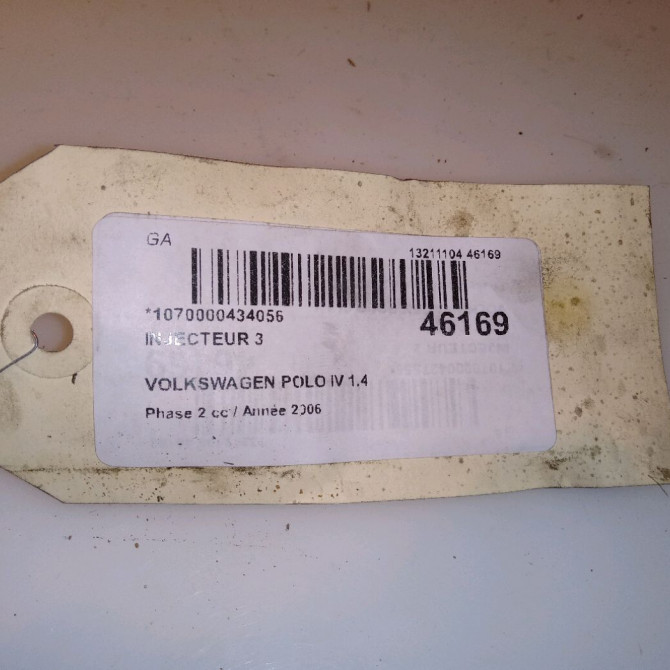 GA
13211104 46169
*1070000434056
46169
INJECTEUR 3
VOLKSWAGEN POLO IV 1.4
Phase 2 cc / Année 2006